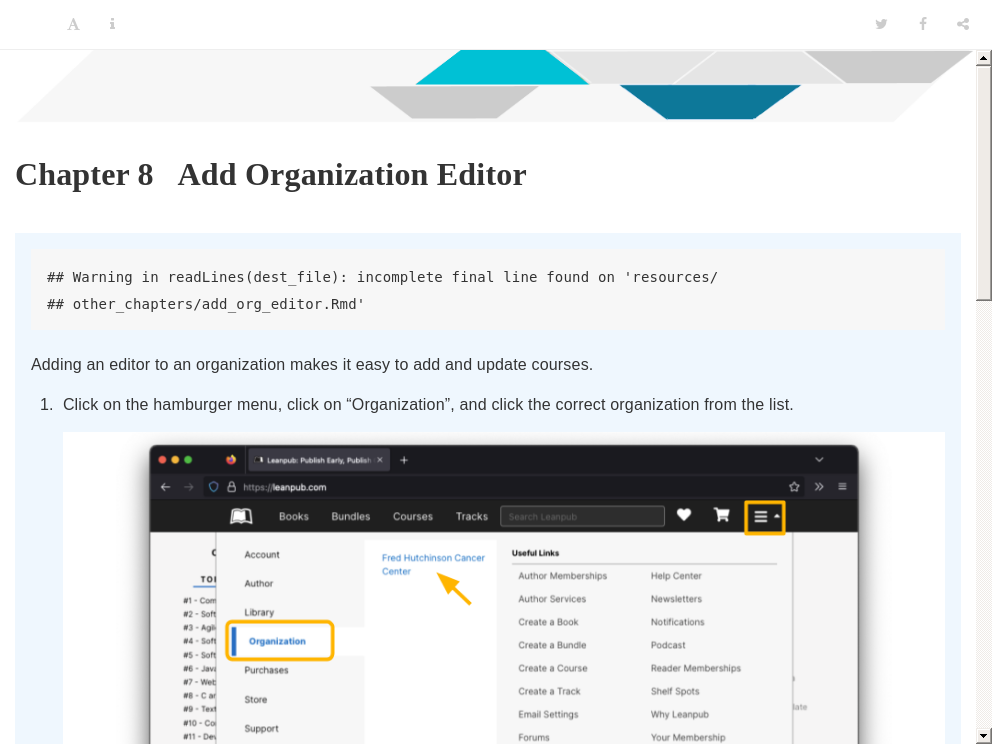 Chapter 8 Add Organization Editor
## Warning in readLines(dest_file): incomplete final line found on 'resources/
## other_chapters/add_org_editor.Rmd'
Adding an editor to an organization makes it easy to add and update courses.
1. Click on the hamburger menu, click on “Organization”, and click the correct organization from the list.
Leanpub: Publish Early, Publish
https://leanpub.com
Books Bundles Courses Tracks Search Leanpub
Account
Author
Library
Organization
Purchases
Store
Support
Fred Hutchinson Cancer
Center
Useful Links
Author Memberships Help Center
Author Services Newsletters
Create a Book Notifications
Create a Bundle Podcast
Create a Course Reader Memberships
Create a Track Shelf Spots
Email Settings Why Leanpub
Forums Your Membership
#1 - Com
#2 - Soft
#3 - Agil
#4 - Soft
#5 - Soft
#6 - Java
#7 - Web
#8 - C ar
#9 - Text
#10 - Co
#11 - Dev